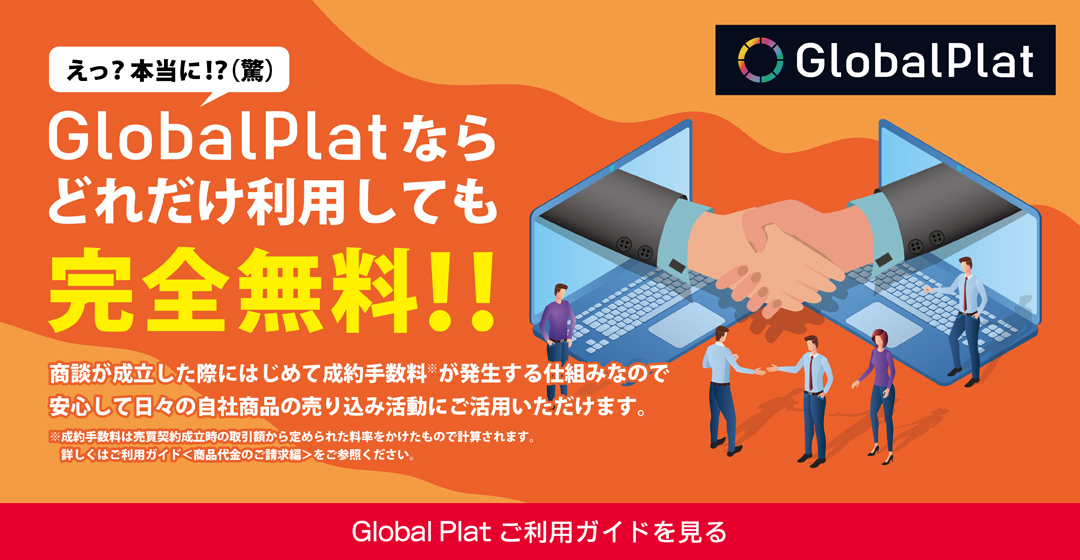 えっ?本当に!?(驚)
GlobalPlat
GlobalPlatなら
どれだけ利用しても
完全無料!!
商談が成立した際にはじめて成約手数料※が発生する仕組みなので
安心して日々の自社商品の売り込み活動にご活用いただけます。
※成約手数料は売買契約成立時の取引額から定められた料率をかけたもので計算されます。
詳しくはご利用ガイド<商品代金のご請求編>をご参照ください。
Global Plat ご利用ガイドを見る